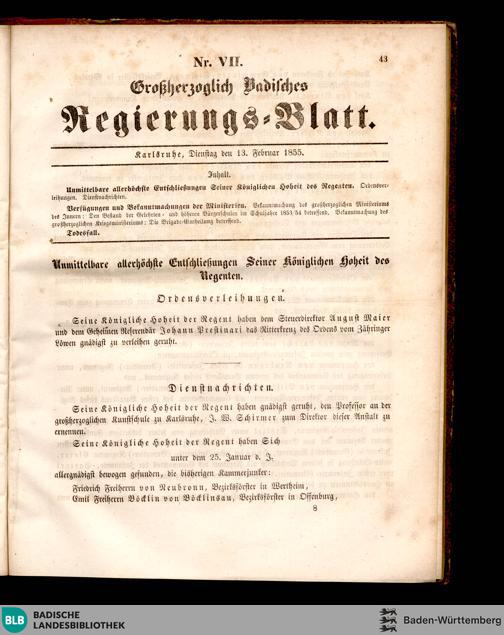 Nr. VII.
43
Großherzoglich Badisches
Regierungs-Blatt.
Karlsruhe, Dienstag den 13. Februar 1855.
Inhalt.
Unmittelbare allerhöchste Entschließungen Seiner Königlichen Hoheit des Regenten. Ordensver-
leihungen. Dienstnachrichten.
Verfügungen und Bekanntmachungen der Ministerien. Bekanntmachung des großherzoglichen Ministeriums
des Innern: Den Bestand der Gelehrten- und höheren Bürgerschulen im Schuljahr 1853/54 betreffend. Bekanntmachung des
großherzoglichen Kriegsministeriums: Die Brigade-Eintheilung betreffend.
Todesfall.
Unmittelbare allerhöchste Entschließungen Seiner Königlichen Hoheit des
Regenten.
Ordensverleihungen.
Seine Königliche Hoheit der Regent haben dem Steuerdirektor August Maier
und dem Geheimen Referendär Johann Prestinari das Ritterkreuz des Ordens vom Zähringer
Löwen gnädigst zu verleihen geruht.
Dienstnachrichten.
Seine Königliche Hoheit der Regent haben gnädigst geruht, den Professor an der
großherzoglichen Kunstschule zu Karlsruhe, J. W. Schirmer zum Direktor dieser Anstalt zu
ernennen.
Seine Königliche Hoheit der Regent haben Sich
unter dem 25. Januar d. J.
allergnädigst bewogen gefunden, die bisherigen Kammerjunker:
Friedrich Freiherrn von Neubronn, Bezirksförster in Wertheim,
Emil Freiherrn Böcklin von Böcklinsau, Bezirksförster in Offenburg,
8
BLB BADISCHE
LANDESBIBLIOTHEK
Baden-Württemberg